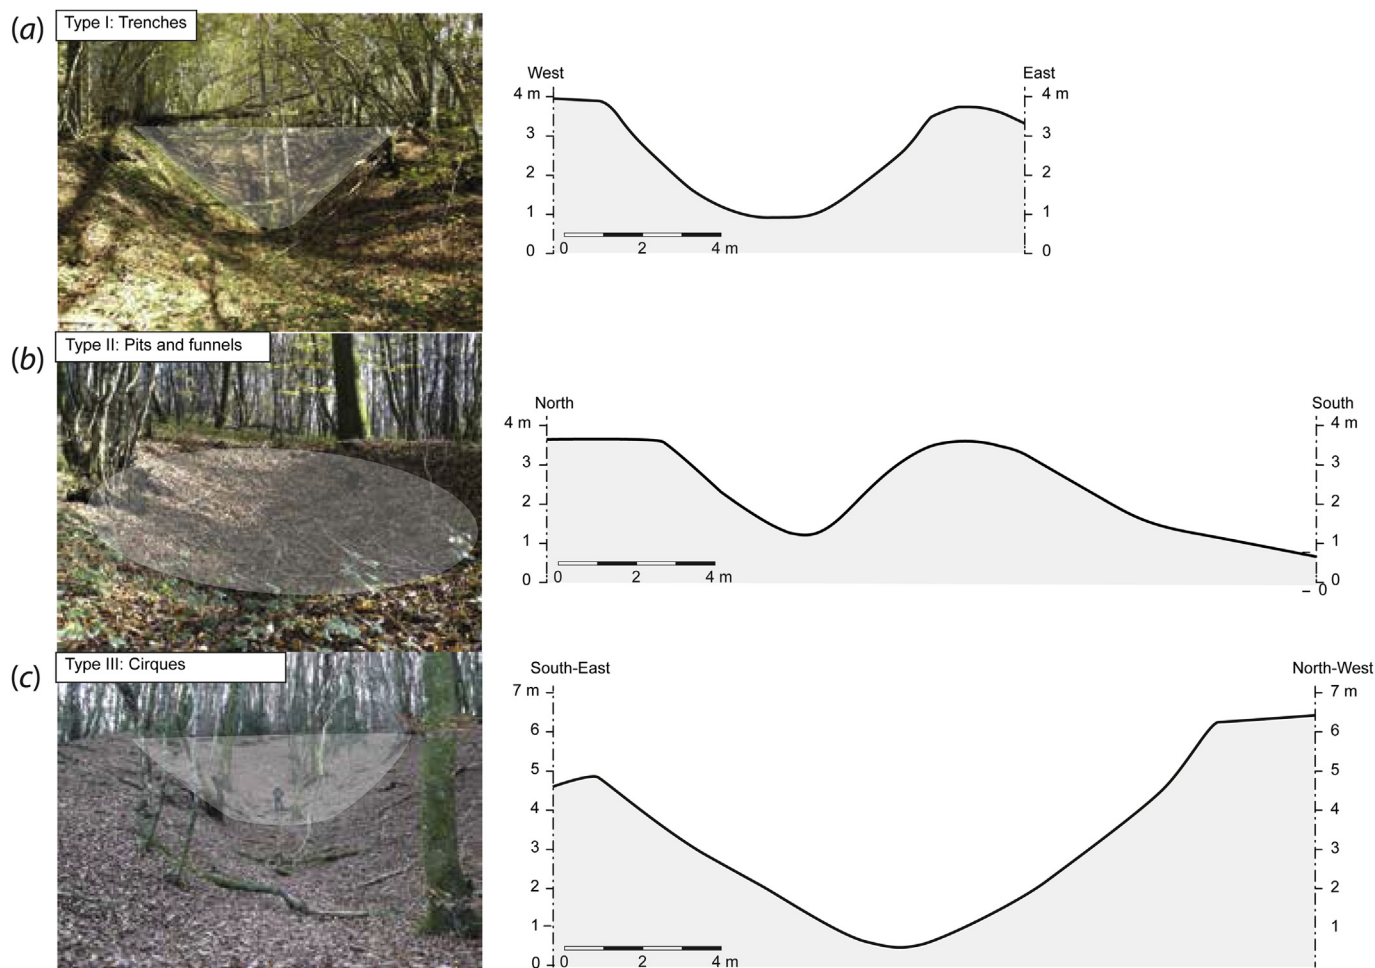 (a)
Type I: Trenches
West
East
4 m
4 m
3
3
2
2
1
1
0
0
0 2 4 m
(b)
Type II: Pits and funnels
North
South
4 m
4 m
3
3
2
2
1
1
0
0
0 2 4 m
(c)
Type III: Cirques
South-East
North-West
7 m
7 m
6
6
5
5
4
4
3
3
2
2
1
1
0
0 2 4 m